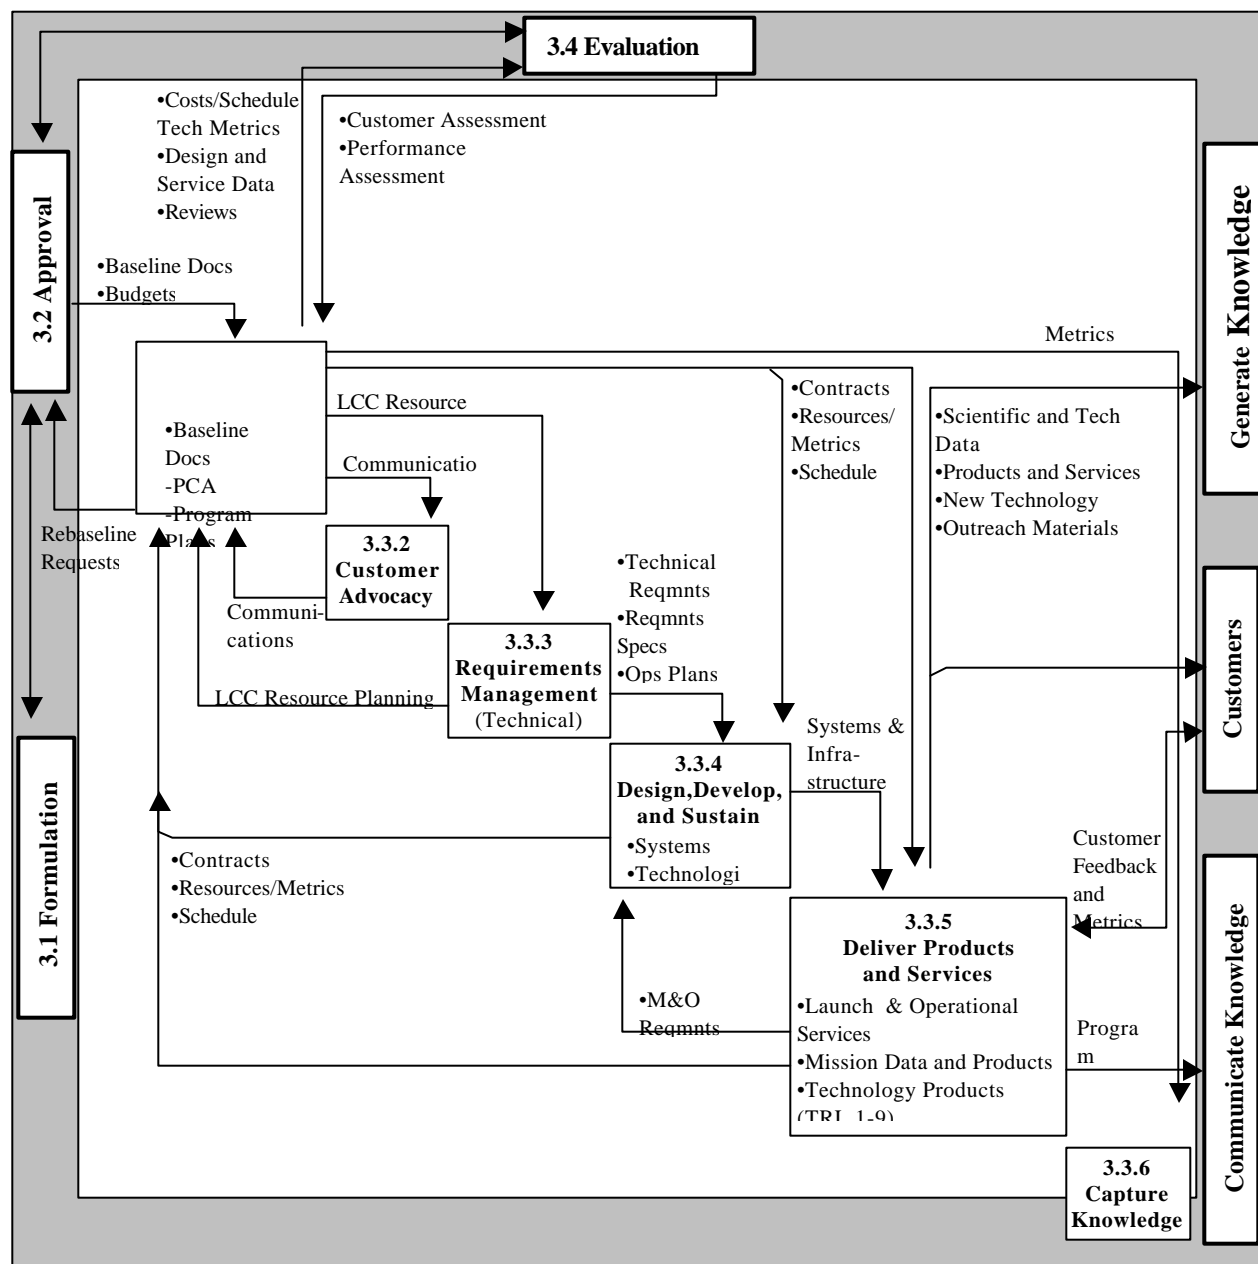 3.4 Evaluation
•Costs/Schedule
Tech Metrics
•Design and
Service Data
•Reviews
•Customer Assessment
•Performance
Assessment
3.2 Approval
•Baseline Docs
•Budgets
Generate Knowledge
Metrics
•Baseline
Docs
-PCA
-Program
Plans
LCC Resource
Communicatio
•Contracts
•Resources/
Metrics
•Schedule
•Scientific and Tech
Data
•Products and Services
•New Technology
•Outreach Materials
Rebaseline
Requests
3.3.2
Customer
Advocacy
Communi-
cations
•Technical
Reqmnts
•Reqmnts
Specs
•Ops Plans
3.3.3
Requirements
Management
(Technical)
LCC Resource Planning
Customers
3.1 Formulation
Systems &
Infra-
structure
3.3.4
Design,Develop,
and Sustain
•Systems
•Technologi
•Contracts
•Resources/Metrics
•Schedule
Customer
Feedback
and
Metrics
3.3.5
Deliver Products
and Services
•Launch & Operational
Services
•Mission Data and Products
•Technology Products
(TRL 1-9)
•M&O
Reqmnts
Progra
m
Communicate Knowledge
3.3.6
Capture
Knowledge